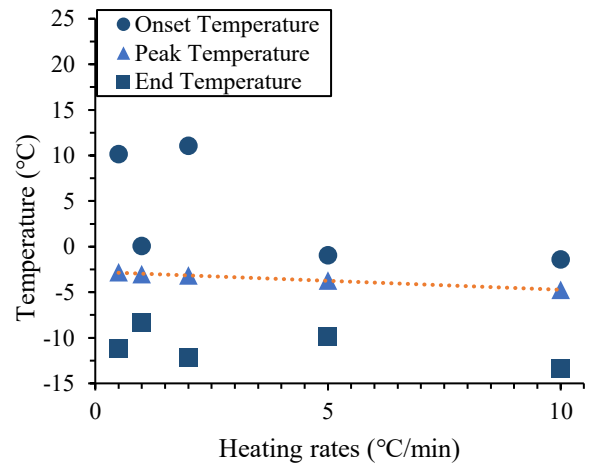 25
20
15
10
5
0
-5
-10
-15
Temperature (℃)
Onset Temperature
Peak Temperature
End Temperature
0
5
10
Heating rates (℃/min)